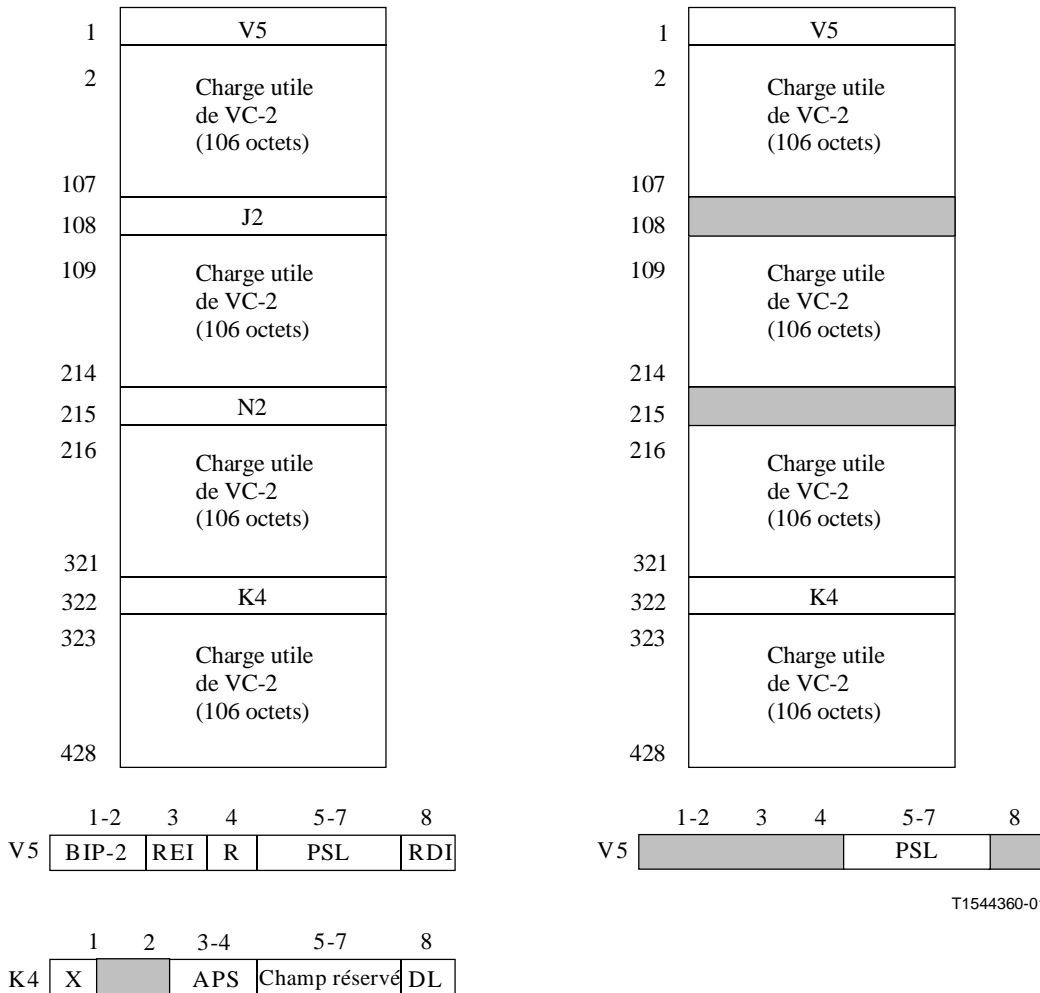 1 V5
2 Charge utile
de VC-2
(106 octets)
107
108 J2
109 Charge utile
de VC-2
(106 octets)
214
215 N2
216 Charge utile
de VC-2
(106 octets)
321
322 K4
323 Charge utile
de VC-2
(106 octets)
428
1-2 3 4 5-7 8
V5 BIP-2 REI R PSL RDI
1 2 3-4 5-7 8
K4 X APS Champ réservé DL
1 V5
2 Charge utile
de VC-2
(106 octets)
107
108
109 Charge utile
de VC-2
(106 octets)
214
215
216 Charge utile
de VC-2
(106 octets)
321
322 K4
323 Charge utile
de VC-2
(106 octets)
428
1-2 3 4 5-7 8
V5 PSL
T1544360-01